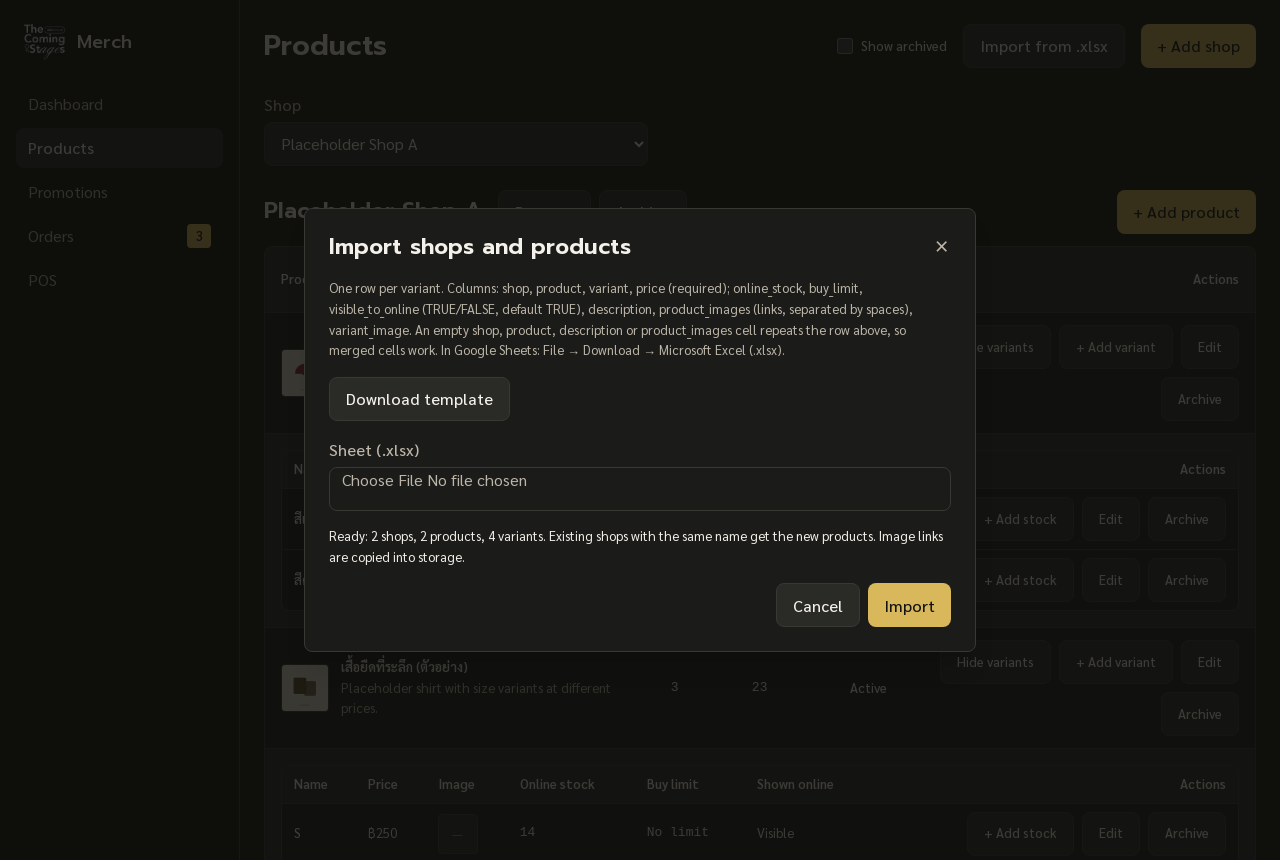 The Coming Stages
Merch
Dashboard
Products
Promotions
Orders
3
POS
Products
Show archived
Import from .xlsx
+ Add shop
Shop
Placeholder Shop A
+ Add product
Actions
Import shops and products
×
One row per variant. Columns: shop, product, variant, price (required); online_stock, buy_limit,
visible_to_online (TRUE/FALSE, default TRUE), description, product_images (links, separated by spaces),
variant_image. An empty shop, product, description or product_images cell repeats the row above, so
merged cells work. In Google Sheets: File → Download → Microsoft Excel (.xlsx).
Download template
Sheet (.xlsx)
Choose File No file chosen
Ready: 2 shops, 2 products, 4 variants. Existing shops with the same name get the new products. Image links
are copied into storage.
Cancel
Import
variants
+ Add variant
Edit
Archive
Actions
+ Add stock
Edit
Archive
+ Add stock
Edit
Archive
เสื้อยืดที่ระลึก (ตัวอย่าง)
Placeholder shirt with size variants at different
prices.
3
23
Active
Hide variants
+ Add variant
Edit
Archive
Name
Price
Image
Online stock
Buy limit
Shown online
Actions
S
฿250
—
14
No limit
Visible
+ Add stock
Edit
Archive